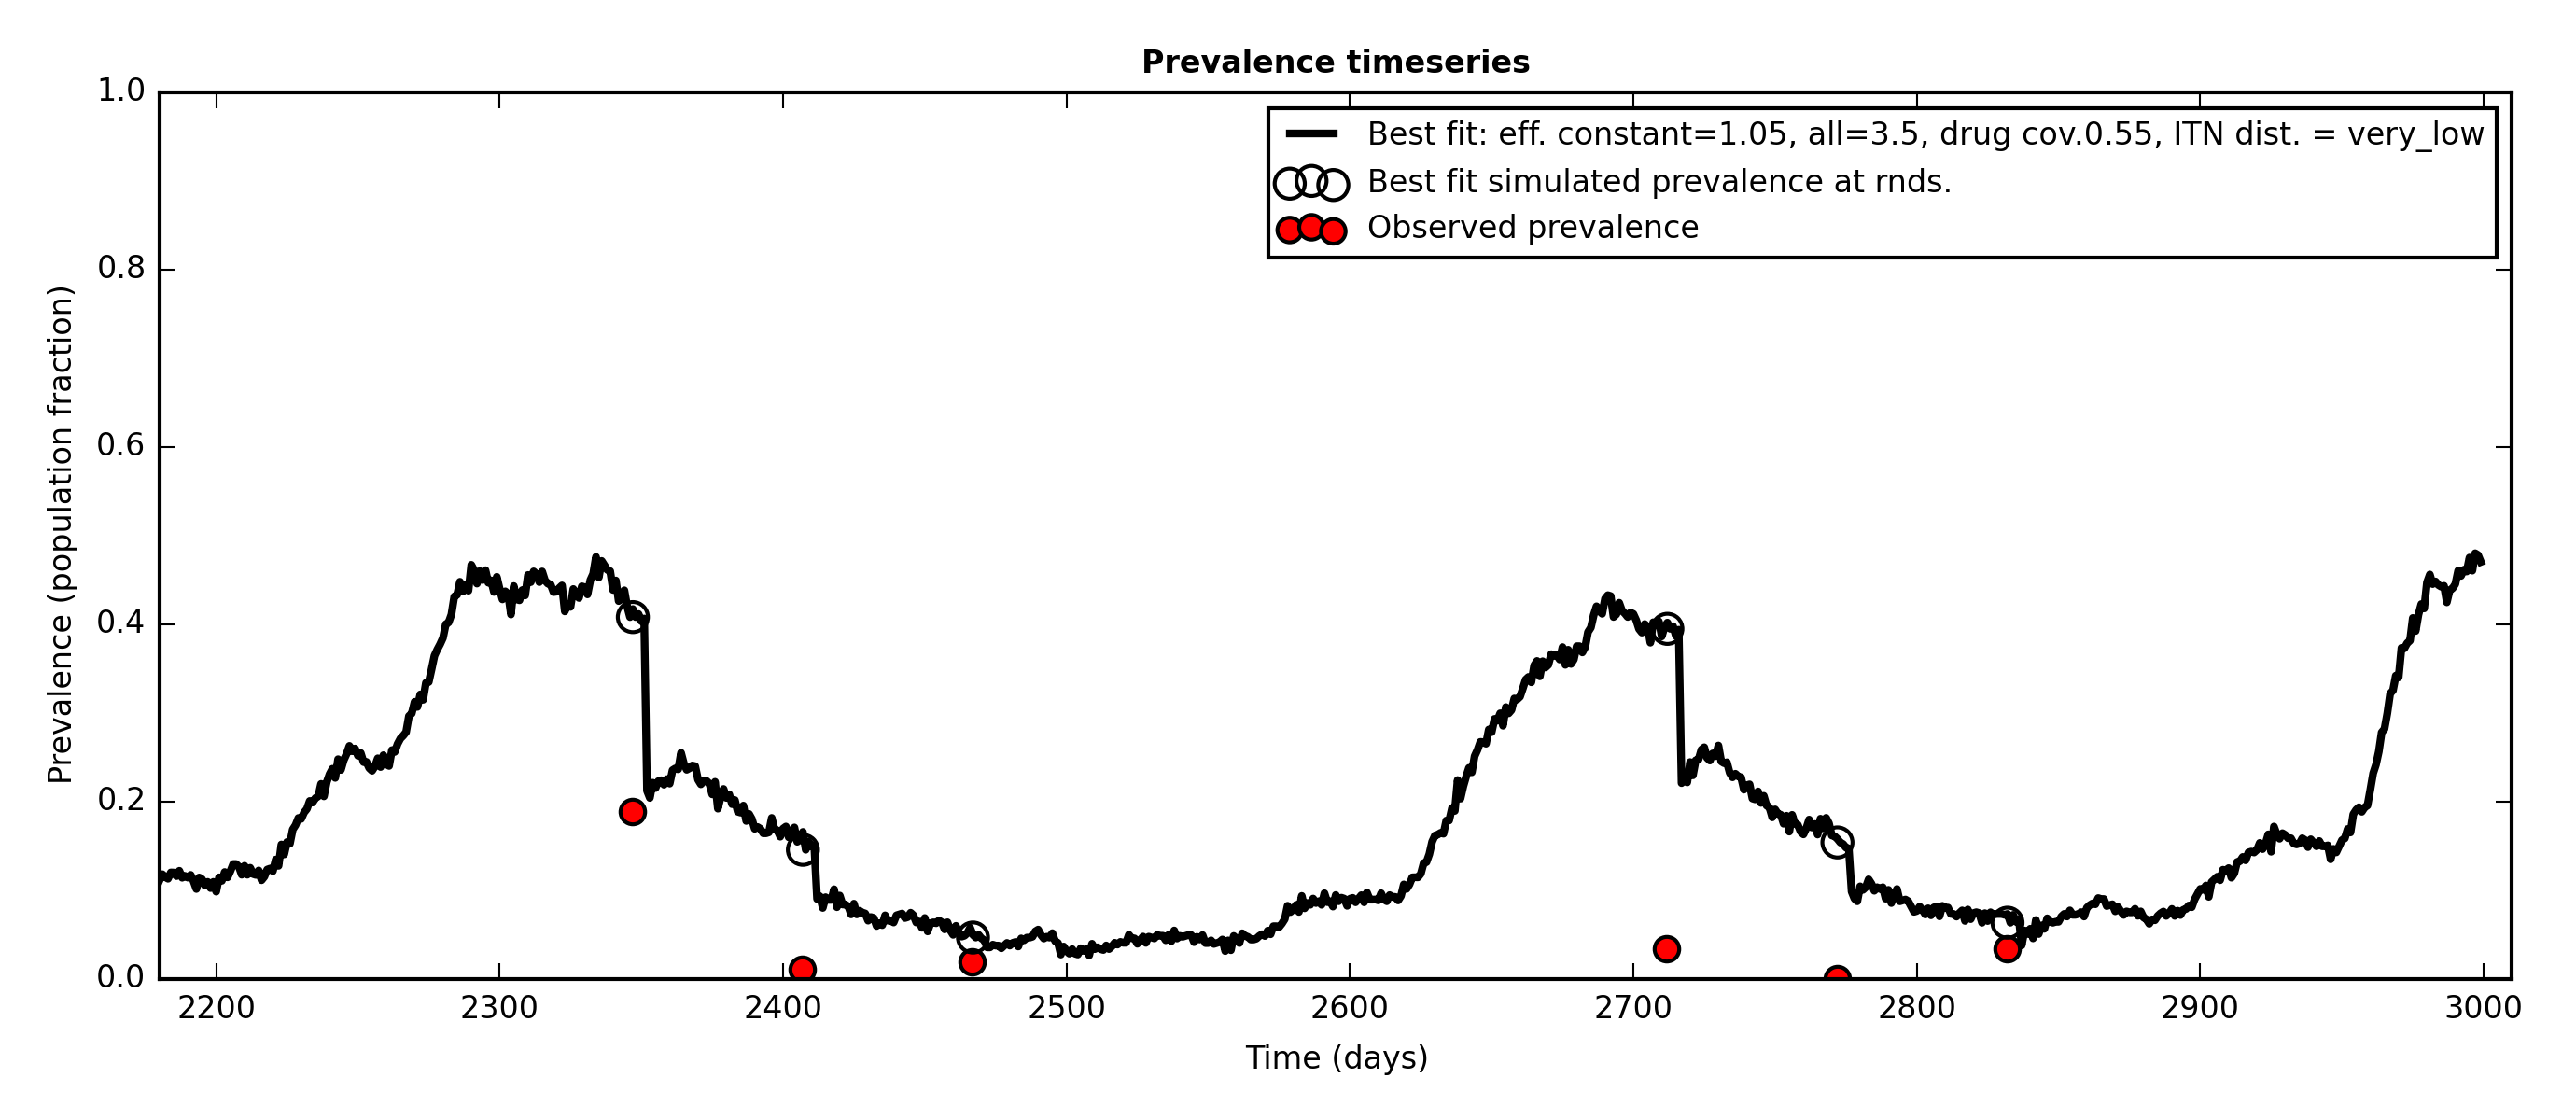 Prevalence timeseries
1.0
0.8
0.6
0.4
0.2
0.0
Prevalence (population fraction)
Best fit: eff. constant=1.05, all=3.5, drug cov.0.55, ITN dist. = very_low
Best fit simulated prevalence at rnds.
Observed prevalence
2200 2300 2400 2500 2600 2700 2800 2900 3000
Time (days)